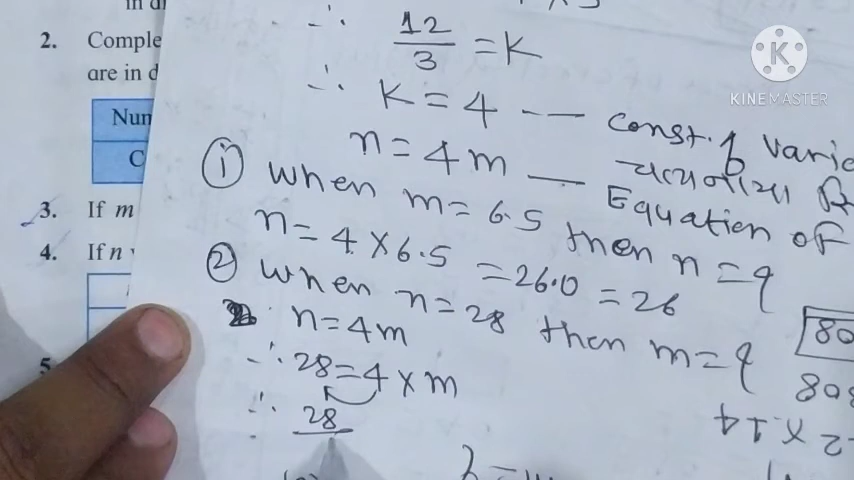 2. Comple
are in d
Num
C
3. If m
4. If n
5
12/3 = K
∴ K = 4 -- const. of varia
n = 4m
Equation of
① when m = 6.5 then n = ?
n = 4 × 6.5 = 26.0 = 26
② when n = 28 then m = ?
n = 4m
∴ 28 = 4 × m
∴ 28
KINEMASTER